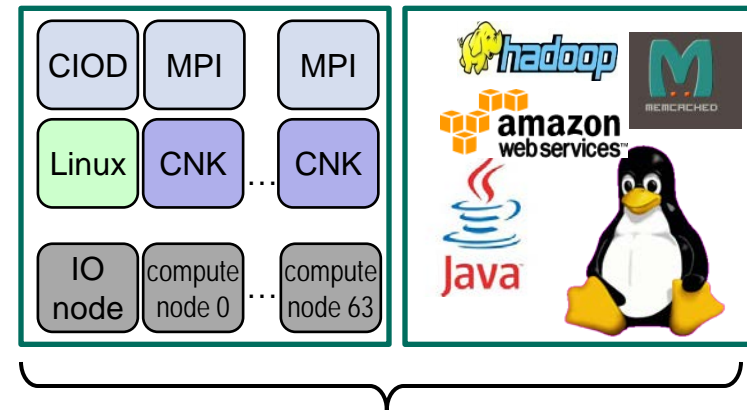 CIOD MPI MPI
Linux CNK ... CNK
IO node compute node 0 ... compute node 63
hadoop
MEMCACHED
amazon
web services™
Java